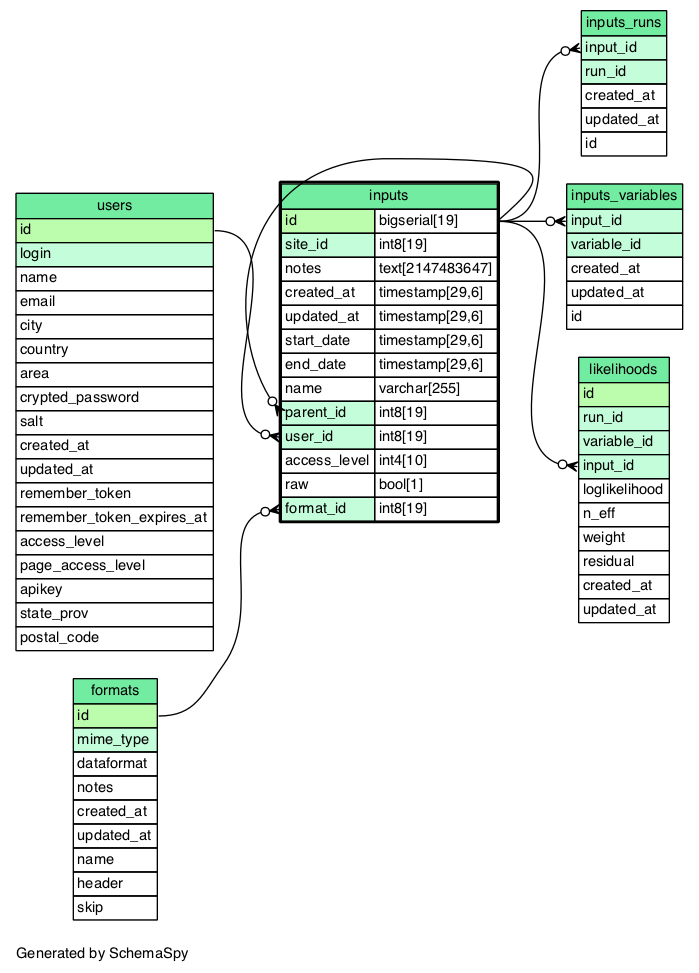 inputs_runs
input_id
run_id
created_at
updated_at
id
inputs_variables
input_id
variable_id
created_at
updated_at
id
likelihoods
id
run_id
variable_id
input_id
loglikelihood
n_eff
weight
residual
created_at
updated_at
inputs
id bigserial[19]
site_id int8[19]
notes text[2147483647]
created_at timestamp[29,6]
updated_at timestamp[29,6]
start_date timestamp[29,6]
end_date timestamp[29,6]
name varchar[255]
parent_id int8[19]
user_id int8[19]
access_level int4[10]
raw bool[1]
format_id int8[19]
users
id
login
name
email
city
country
area
crypted_password
salt
created_at
updated_at
remember_token
remember_token_expires_at
access_level
page_access_level
apikey
state_prov
postal_code
formats
id
mime_type
dataformat
notes
created_at
updated_at
name
header
skip
Generated by SchemaSpy